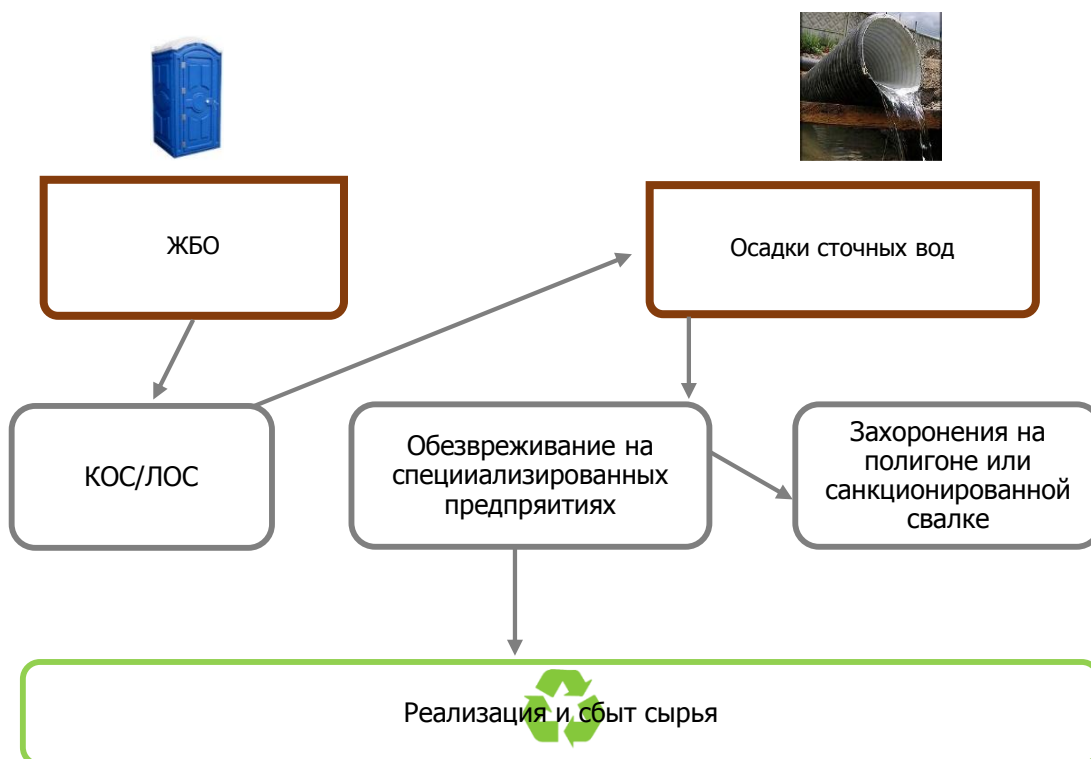 ЖБО
Осадки сточных вод
КОС/ЛОС
Обезвреживание на
специиализированных
предпряитиях
Захоронения на
полигоне или
санкционированной
свалке
Реализация и сбыт сырья